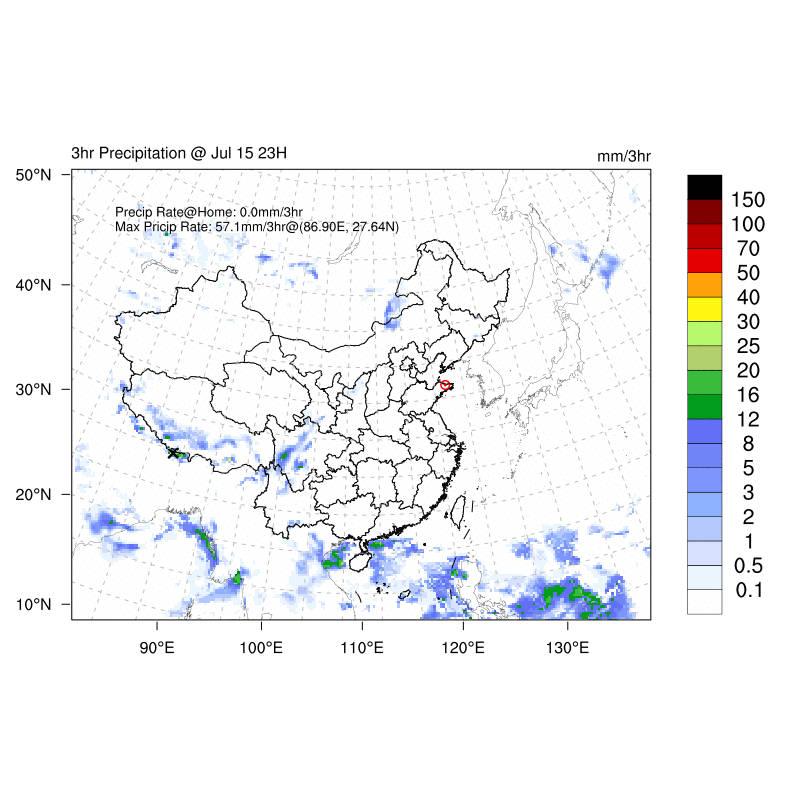 3hr Precipitation @ Jul 15 23H
mm/3hr
Precip Rate@Home: 0.0mm/3hr
Max Pricip Rate: 57.1mm/3hr@(86.90E, 27.64N)
50°N
40°N
30°N
20°N
10°N
90°E
100°E
110°E
120°E
130°E
150
100
70
50
40
30
25
20
16
12
8
5
3
2
1
0.5
0.1